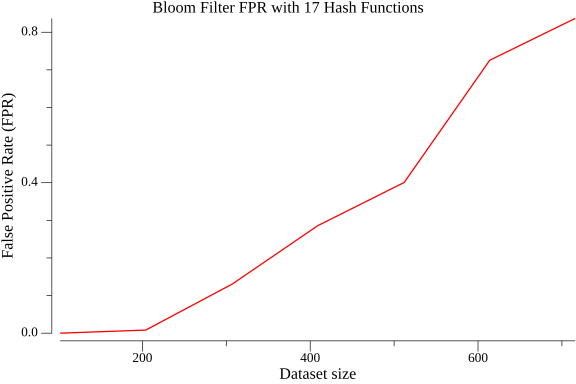 Bloom Filter FPR with 17 Hash Functions
0.8
0.4
0.0
False Positive Rate (FPR)
200
400
600
Dataset size